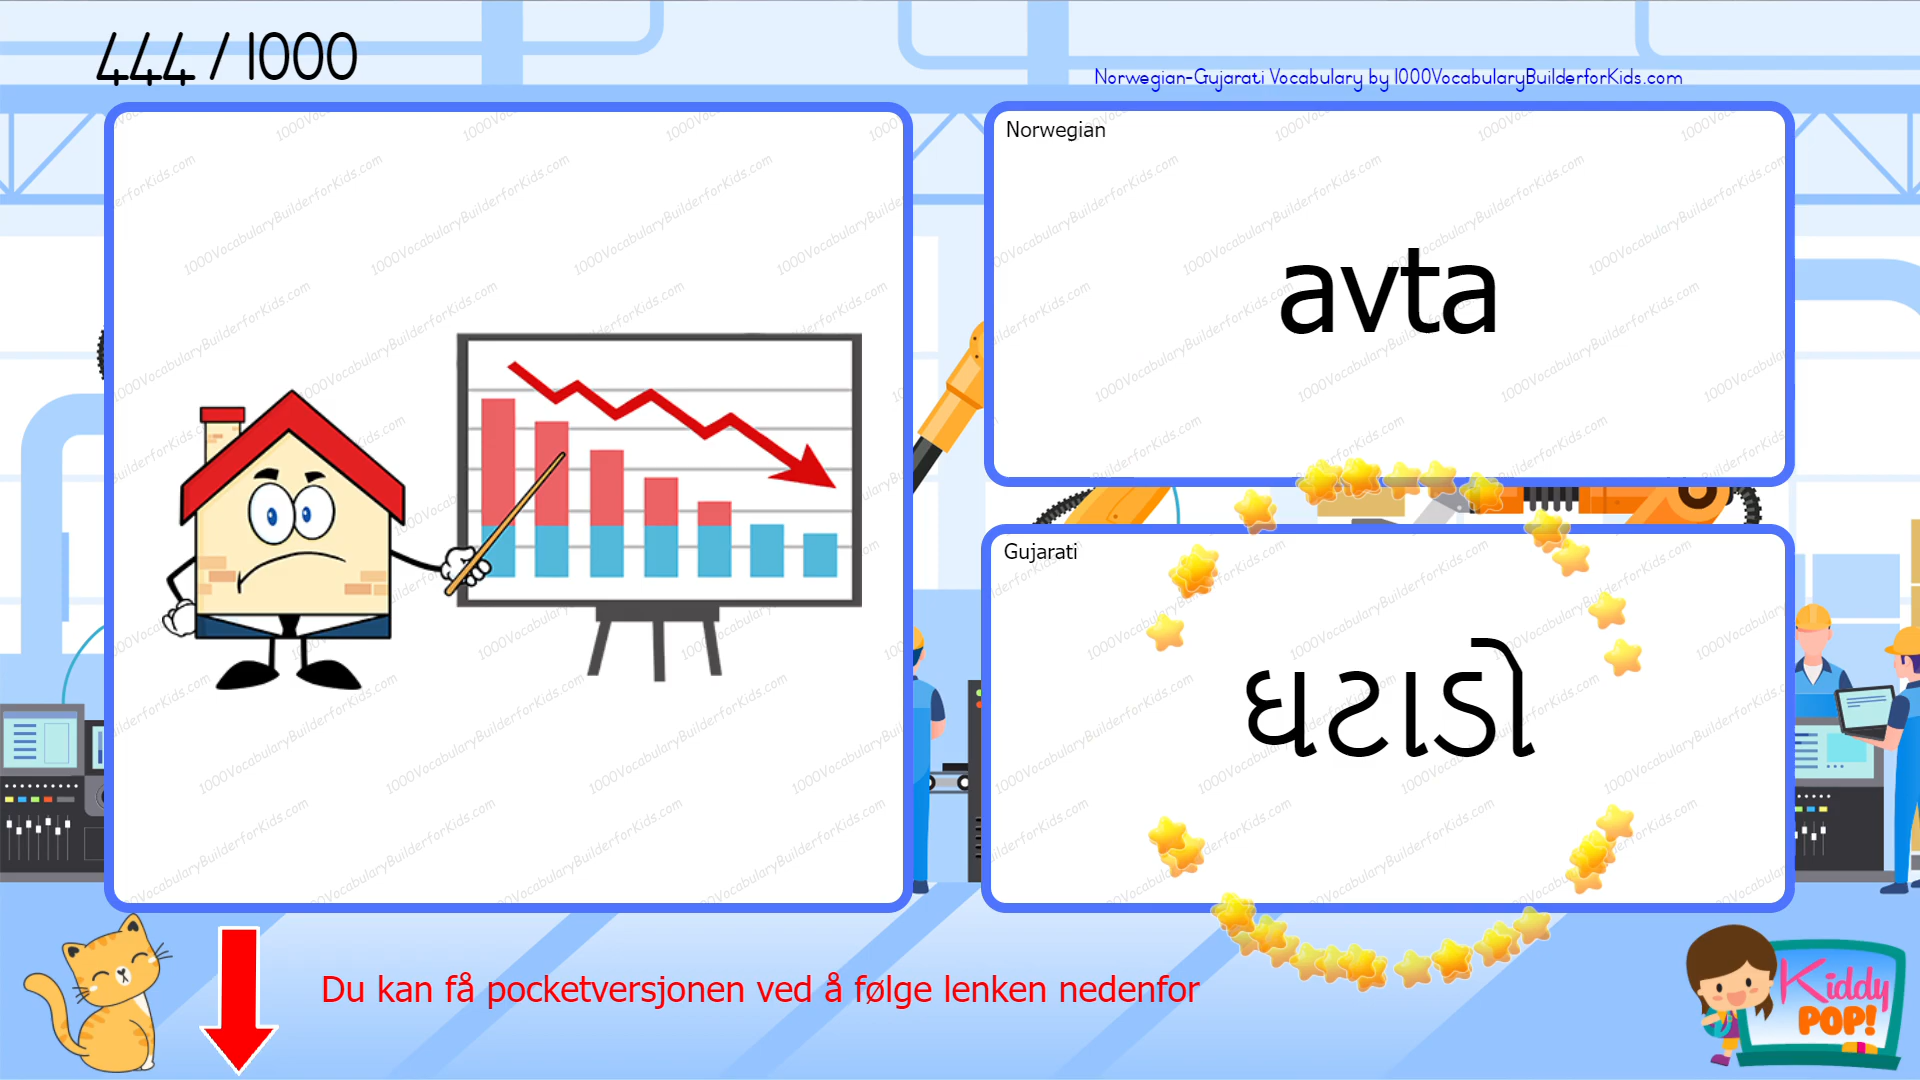 444 / 1000
Norwegian-Gujarati Vocabulary by 1000VocabularyBuilderforKids.com
Norwegian
avta
Gujarati
ઘટાડો
Du kan få pocketversjonen ved å følge lenken nedenfor
Kiddy
POP!